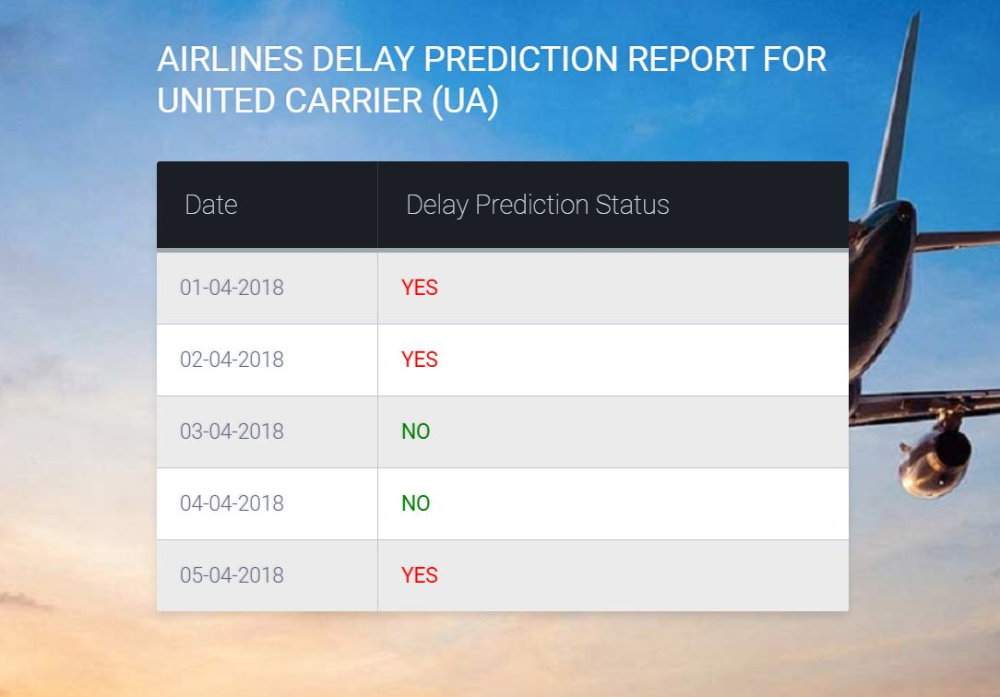 AIRLINES DELAY PREDICTION REPORT FOR
UNITED CARRIER (UA)
Date Delay Prediction Status
01-04-2018 YES
02-04-2018 YES
03-04-2018 NO
04-04-2018 NO
05-04-2018 YES